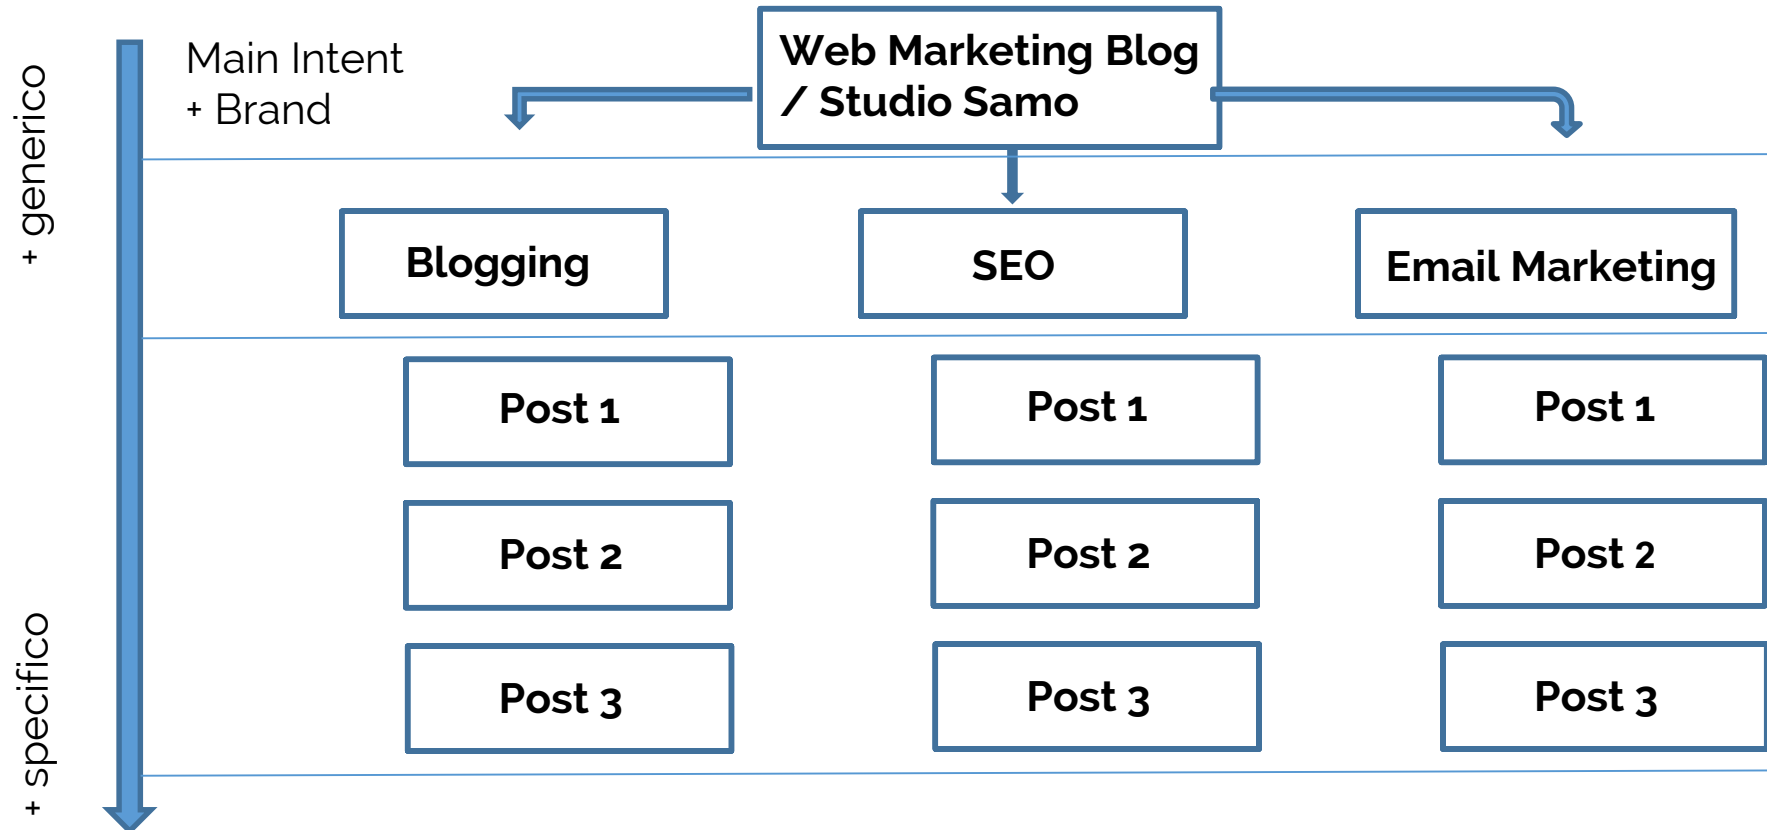 + generico
Main Intent
+ Brand
Web Marketing Blog
/ Studio Samo
Blogging
SEO
Email Marketing
Post 1
Post 1
Post 1
Post 2
Post 2
Post 2
+ specifico
Post 3
Post 3
Post 3